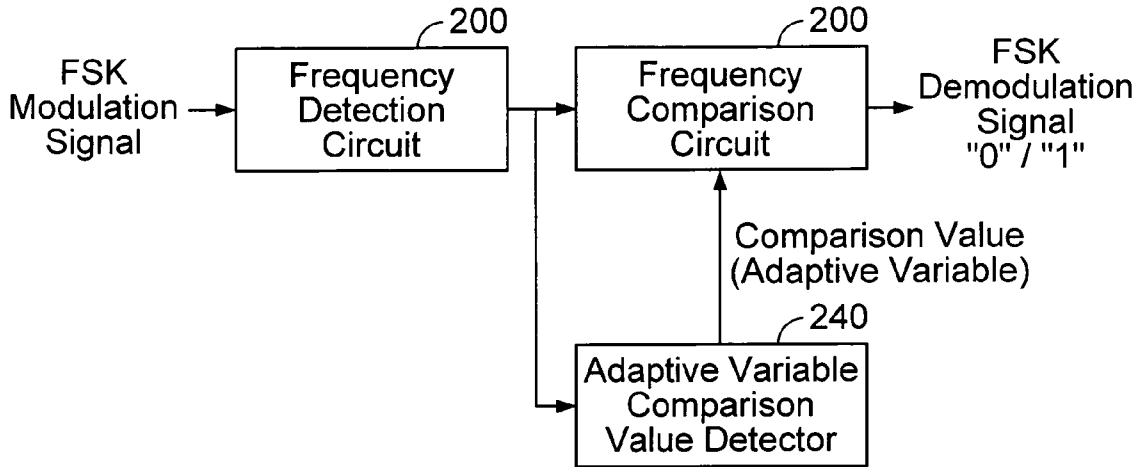 200
200
FSK
Modulation
Signal
Frequency
Detection
Circuit
Frequency
Comparison
Circuit
FSK
Demodulation
Signal
"0" / "1"
Comparison Value
(Adaptive Variable)
240
Adaptive Variable
Comparison
Value Detector